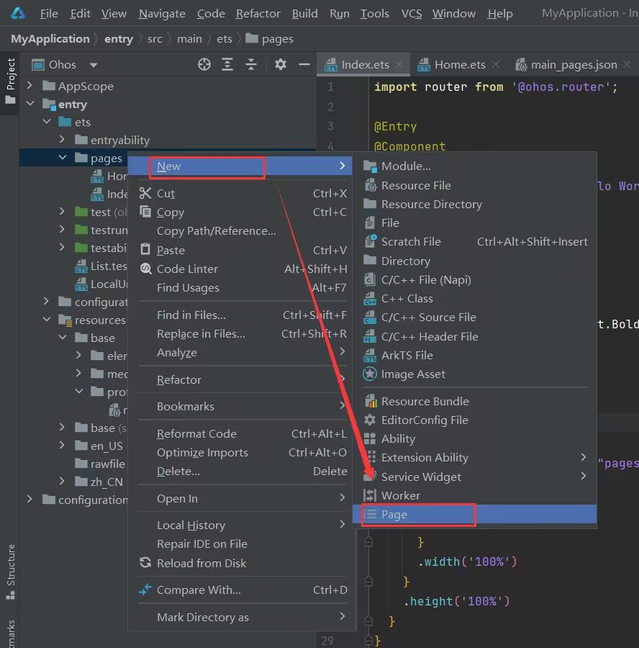 File Edit View Navigate Code Refactor Build Run Tools VCS Window Help MyApplication - In
MyApplication entry src main ets pages
Project
Ohos
Index.ets Home.ets main_pages.json
AppScope
entry
ets
entryability
pages
Ho
Inde
test (oh
testrun
testabi
List.tes
LocalUn
configurat
resources
base
elen
med
prof
n
base (s
en_US
rawfile
zh_CN
configuration
Structure
kmarks
New
Cut Ctrl+X
Copy Ctrl+C
Copy Path/Reference...
Paste Ctrl+V
Code Linter Alt+Shift+H
Find Usages Alt+F7
Find in Files... Ctrl+Shift+F
Replace in Files... Ctrl+Shift+R
Analyze
Refactor
Bookmarks
Reformat Code Ctrl+Alt+L
Optimize Imports Ctrl+Alt+O
Delete... Delete
Open In
Local History
Repair IDE on File
Reload from Disk
Compare With... Ctrl+D
Mark Directory as
Module...
Resource File
Resource Directory
File
Scratch File Ctrl+Alt+Shift+Insert
Directory
C/C++ File (Napi)
C++ Class
C/C++ Source File
C/C++ Header File
ArkTS File
Image Asset
Resource Bundle
EditorConfig File
Ability
Extension Ability
Service Widget
Worker
Page
1 import router from '@ohos.router';
2
3 @Entry
4 @Component
lo Wor
t.Bold
"pages
}
.width('100%')
}
.height('100%')
}
29 }